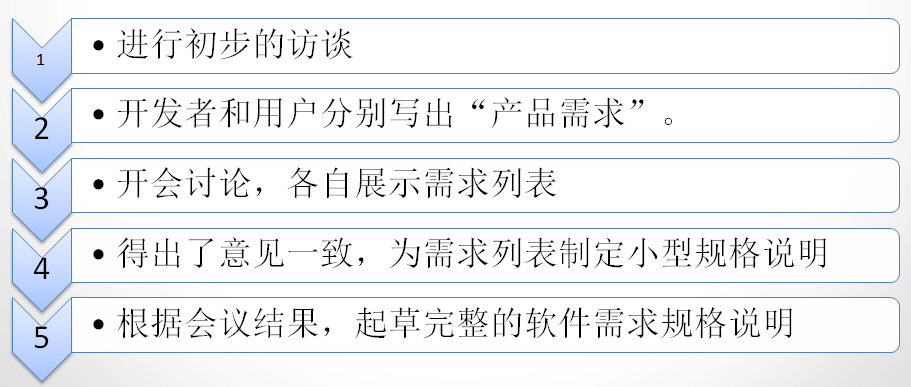 1
• 进行初步的访谈
2
• 开发者和用户分别写出“产品需求”。
3
• 开会讨论，各自展示需求列表
4
• 得出了意见一致，为需求列表制定小型规格说明
5
• 根据会议结果，起草完整的软件需求规格说明